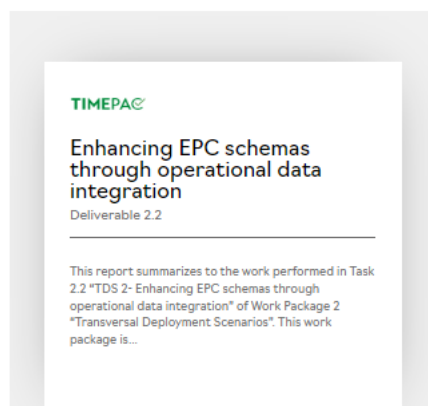 TIMEPAC
Enhancing EPC schemas
through operational data
integration
Deliverable 2.2
This report summarizes to the work performed in Task
2.2 "TDS 2- Enhancing EPC schemas through
operational data integration" of Work Package 2
"Transversal Deployment Scenarios". This work
package is...